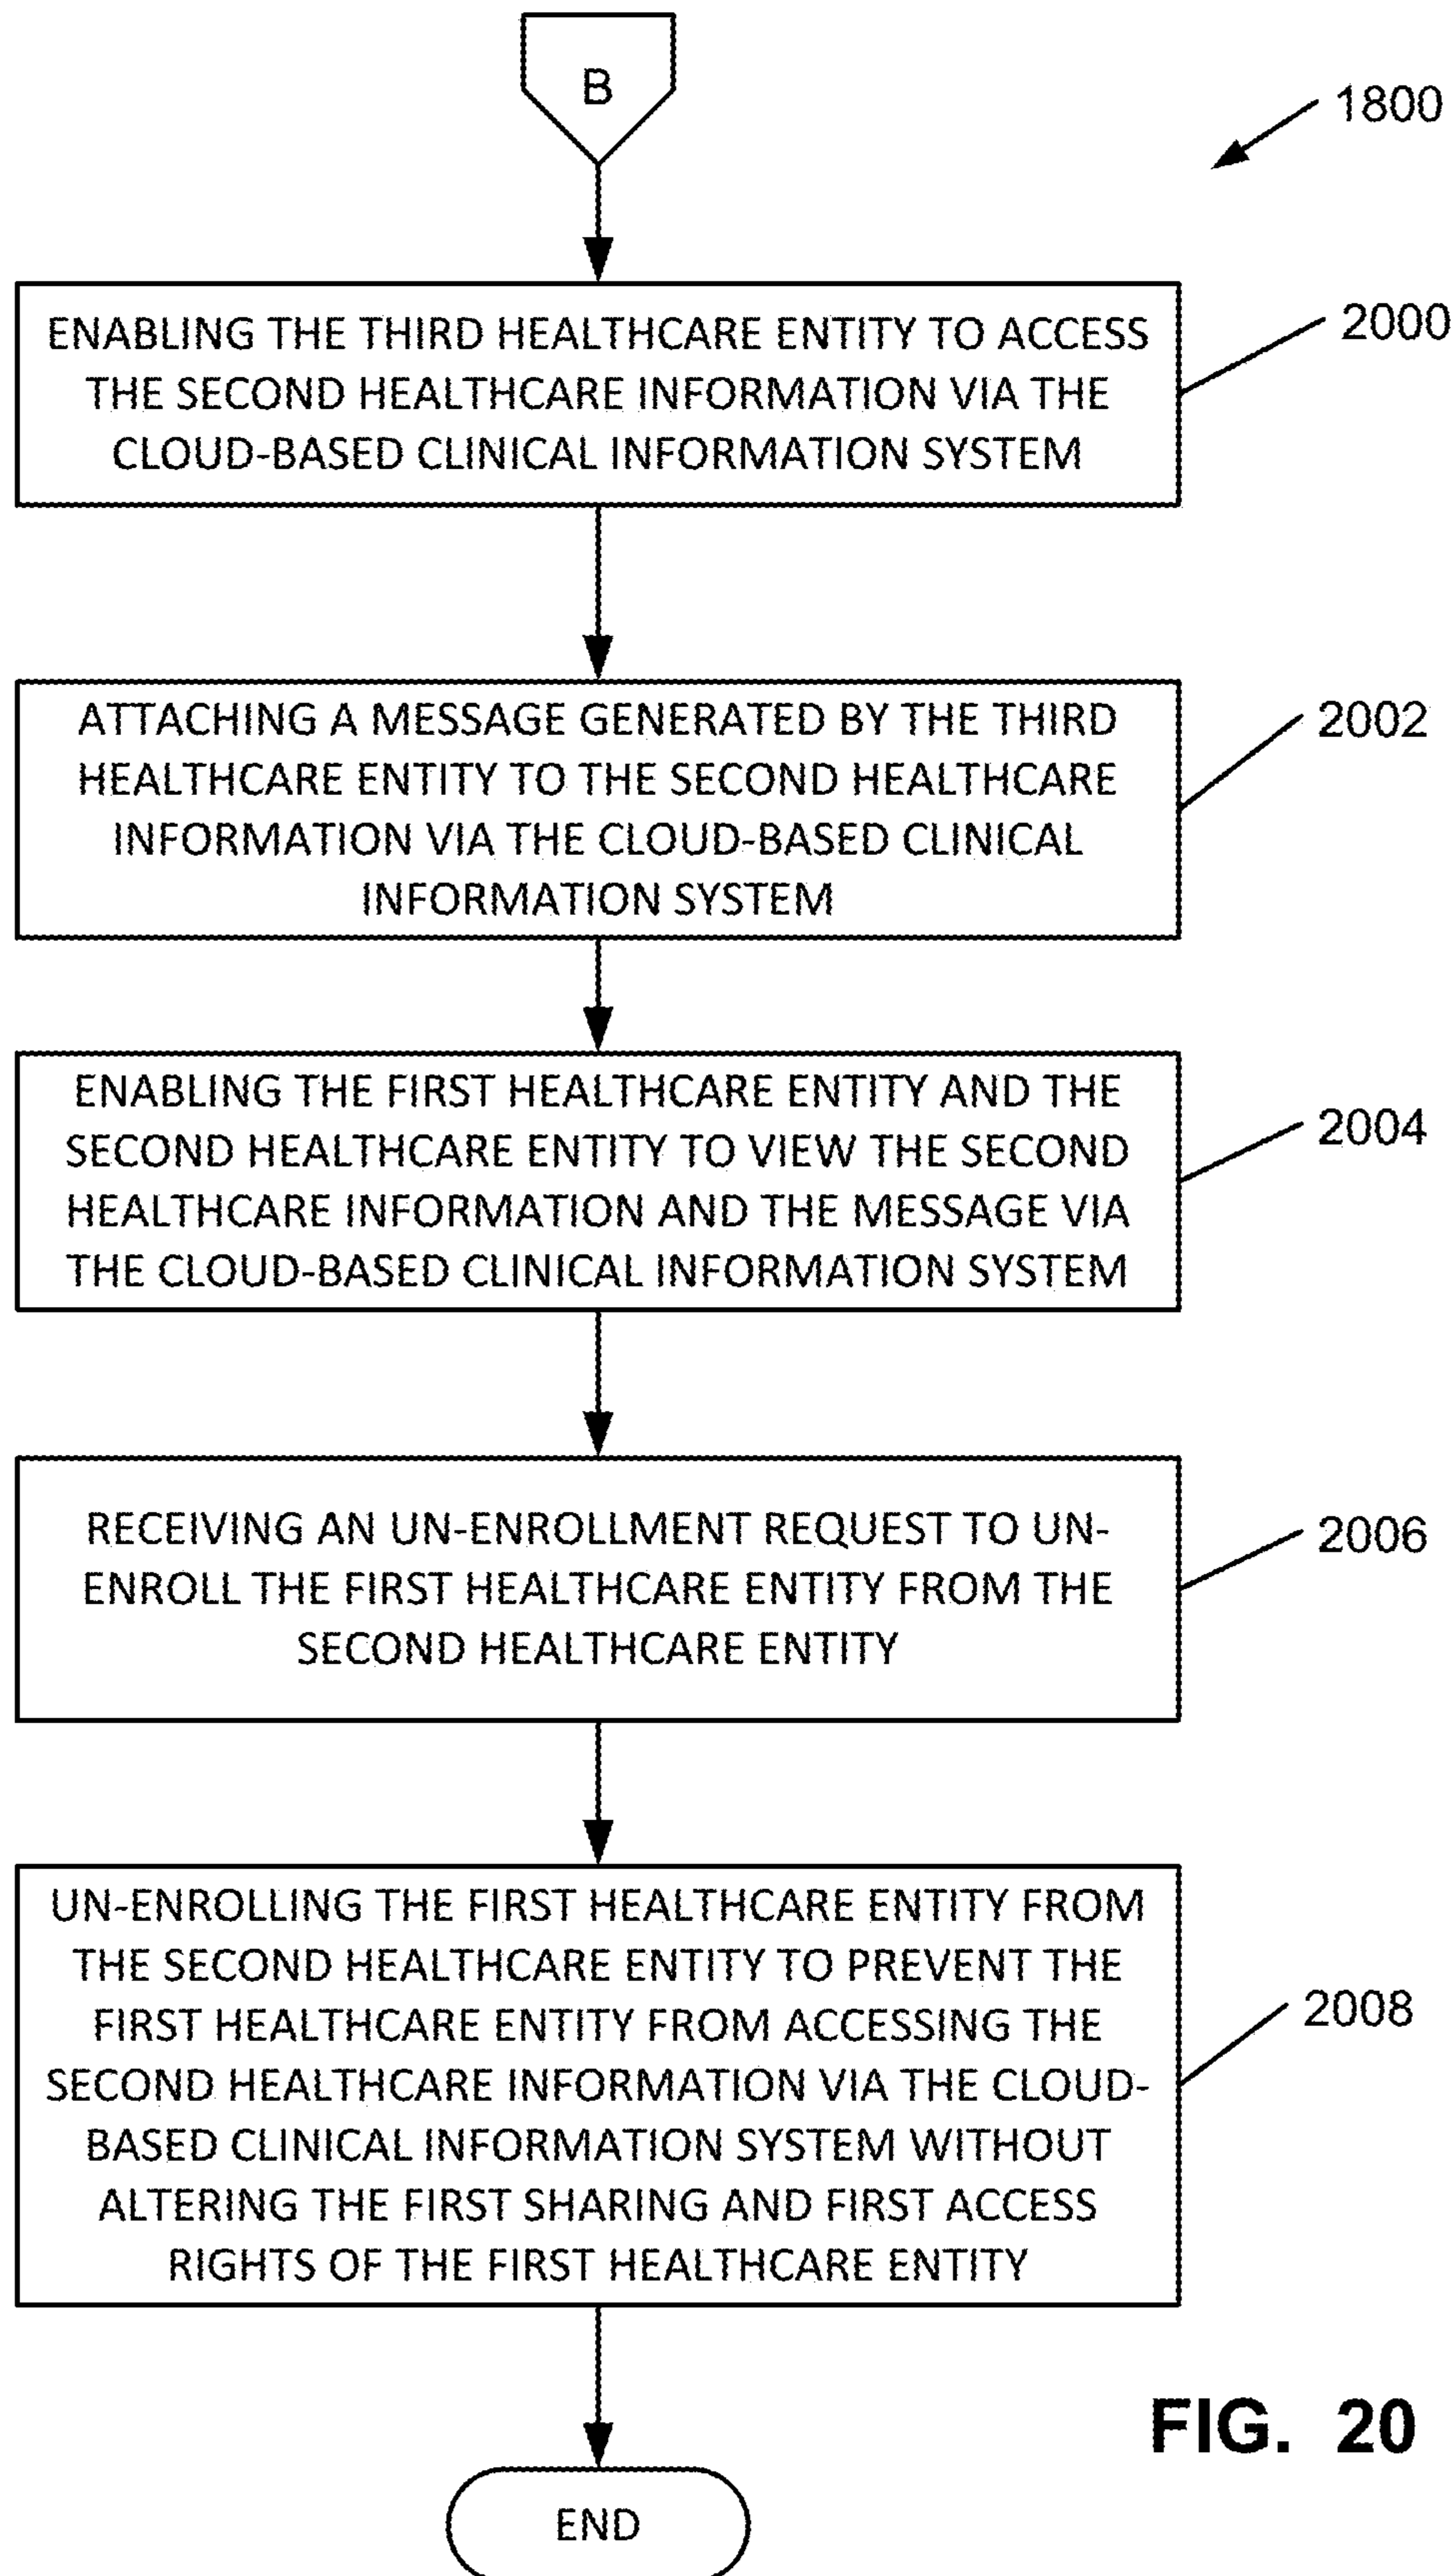 B
1800
ENABLING THE THIRD HEALTHCARE ENTITY TO ACCESS
THE SECOND HEALTHCARE INFORMATION VIA THE
CLOUD-BASED CLINICAL INFORMATION SYSTEM
2000
ATTACHING A MESSAGE GENERATED BY THE THIRD
HEALTHCARE ENTITY TO THE SECOND HEALTHCARE
INFORMATION VIA THE CLOUD-BASED CLINICAL
INFORMATION SYSTEM
2002
ENABLING THE FIRST HEALTHCARE ENTITY AND THE
SECOND HEALTHCARE ENTITY TO VIEW THE SECOND
HEALTHCARE INFORMATION AND THE MESSAGE VIA
THE CLOUD-BASED CLINICAL INFORMATION SYSTEM
2004
RECEIVING AN UN-ENROLLMENT REQUEST TO UN-
ENROLL THE FIRST HEALTHCARE ENTITY FROM THE
SECOND HEALTHCARE ENTITY
2006
UN-ENROLLING THE FIRST HEALTHCARE ENTITY FROM
THE SECOND HEALTHCARE ENTITY TO PREVENT THE
FIRST HEALTHCARE ENTITY FROM ACCESSING THE
SECOND HEALTHCARE INFORMATION VIA THE CLOUD-
BASED CLINICAL INFORMATION SYSTEM WITHOUT
ALTERING THE FIRST SHARING AND FIRST ACCESS
RIGHTS OF THE FIRST HEALTHCARE ENTITY
2008
FIG. 20
END